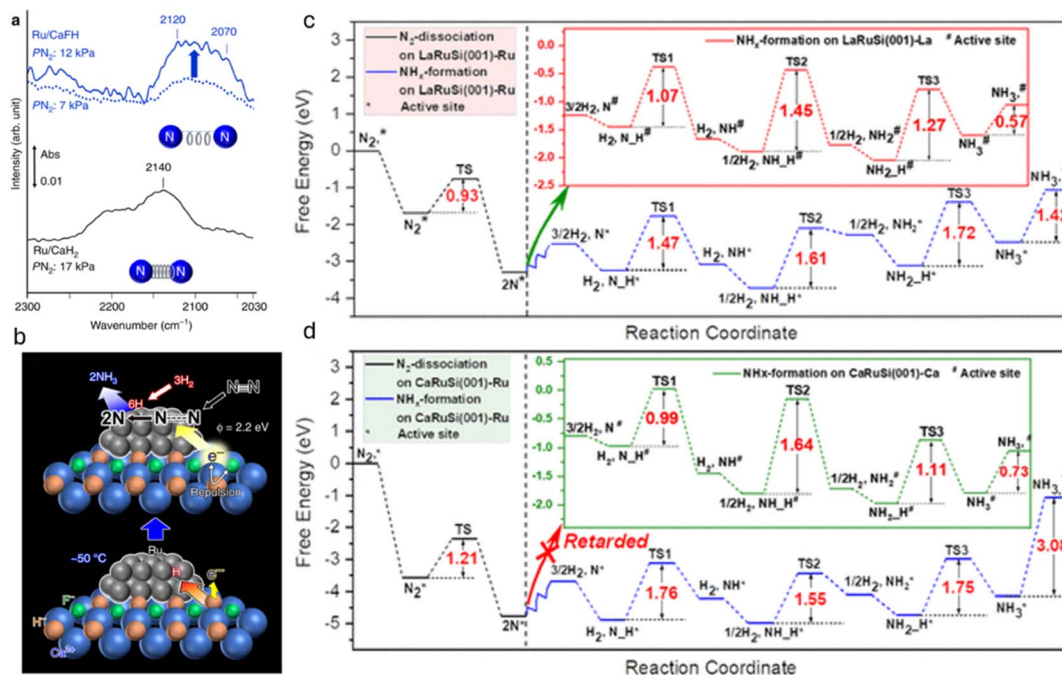 a
Ru/CaFH
PN2: 12 kPa
PN2: 7 kPa
2120
2070
N
N
Abs
0.01
2140
Ru/CaH2
PN2: 17 kPa
N
N
Intensity (arb. unit)
2300
2200
2100
2030
Wavenumber (cm−1)
b
2NH3
3H2
6H
N≡N
2N
N
N
ϕ = 2.2 eV
e−
Repulsion
~50 °C
Ru
H
e−
F−
H−
Ca2+
c
Free Energy (eV)
3
2
1
0
-1
-2
-3
-4
N2-dissociation
on LaRuSi(001)-Ru
NHx-formation
on LaRuSi(001)-Ru
* Active site
NHx-formation on LaRuSi(001)-La # Active site
0.0
-0.5
-1.0
-1.5
-2.0
-2.5
3/2H2, N#
H2, N_H#
TS1
1.07
H2, NH#
1/2H2, NH_H#
TS2
1.45
1/2H2, NH2#
NH2_H#
TS3
1.27
NH3#
NH3,#
0.57
N2,*
N2*
TS
0.93
2N*
3/2H2, N*
H2, N_H*
TS1
1.47
H2, NH*
1/2H2, NH_H*
TS2
1.61
1/2H2, NH2*
NH2_H*
TS3
1.72
NH3*
NH3,
Reaction Coordinate
d
Free Energy (eV)
3
2
1
0
-1
-2
-3
-4
-5
N2-dissociation
on CaRuSi(001)-Ru
NHx-formation
on CaRuSi(001)-Ru
* Active site
NHx-formation on CaRuSi(001)-Ca # Active site
0.5
0.0
-0.5
-1.0
-1.5
-2.0
3/2H2, N#
H2, N_H#
TS1
0.99
H2, NH#
1/2H2, NH_H#
TS2
1.64
1/2H2, NH2#
NH2_H#
TS3
1.11
NH3#
NH3,#
0.73
Retarded
N2,*
N2*
TS
1.21
2N*
3/2H2, N*
H2, N_H*
TS1
1.76
H2, NH*
1/2H2, NH_H*
TS2
1.55
1/2H2, NH2*
NH2_H*
TS3
1.75
NH3*
NH3,
3.08
Reaction Coordinate